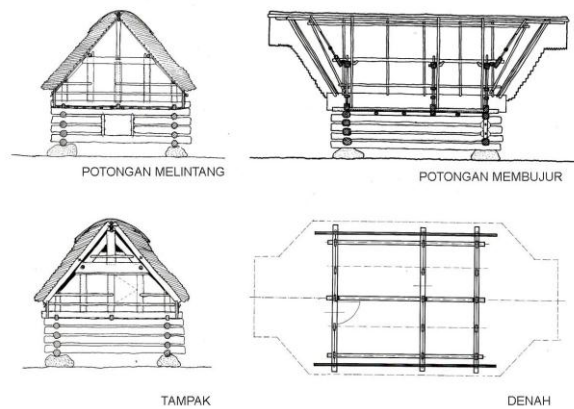 POTONGAN MELINTANG
POTONGAN MEMBUJUR
TAMPAK
DENAH